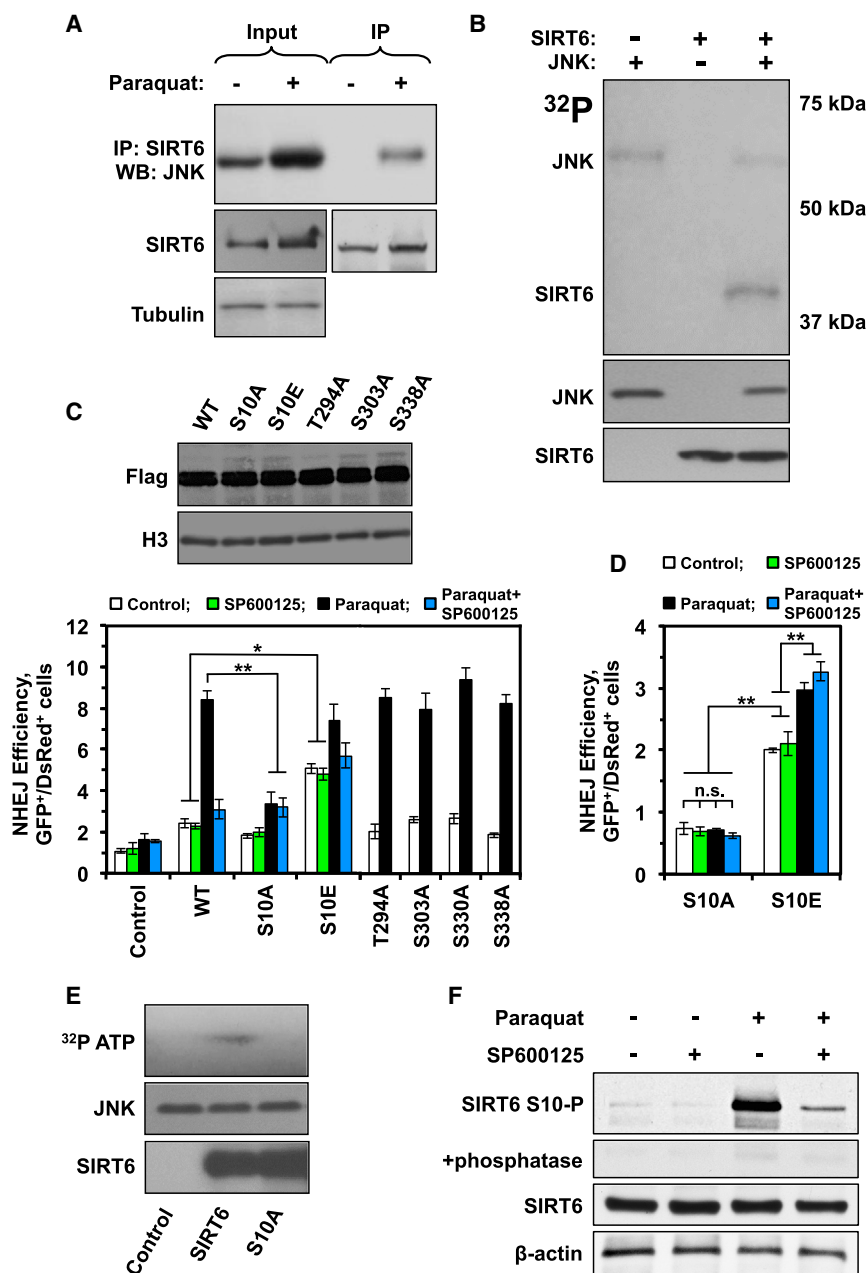 A
Input
IP
Paraquat:
-
+
-
+
IP: SIRT6
WB: JNK
SIRT6
Tubulin
B
SIRT6:
-
+
+
JNK:
+
-
+
32P
75 kDa
JNK
50 kDa
SIRT6
37 kDa
JNK
SIRT6
C
WT
S10A
S10E
T294A
S303A
S338A
Flag
H3
Control;
SP600125;
Paraquat;
Paraquat+
SP600125
NHEJ Efficiency,
GFP+/DsRed+ cells
12
10
8
6
4
2
0
*
**
Control
WT
S10A
S10E
T294A
S303A
S330A
S338A
D
Control;
SP600125
Paraquat;
Paraquat+
SP600125
NHEJ Efficiency,
GFP+/DsRed+ cells
4
3
2
1
0
**
**
n.s.
S10A
S10E
E
32P ATP
JNK
SIRT6
Control
SIRT6
S10A
F
Paraquat
-
-
+
+
SP600125
-
+
-
+
SIRT6 S10-P
+phosphatase
SIRT6
β-actin